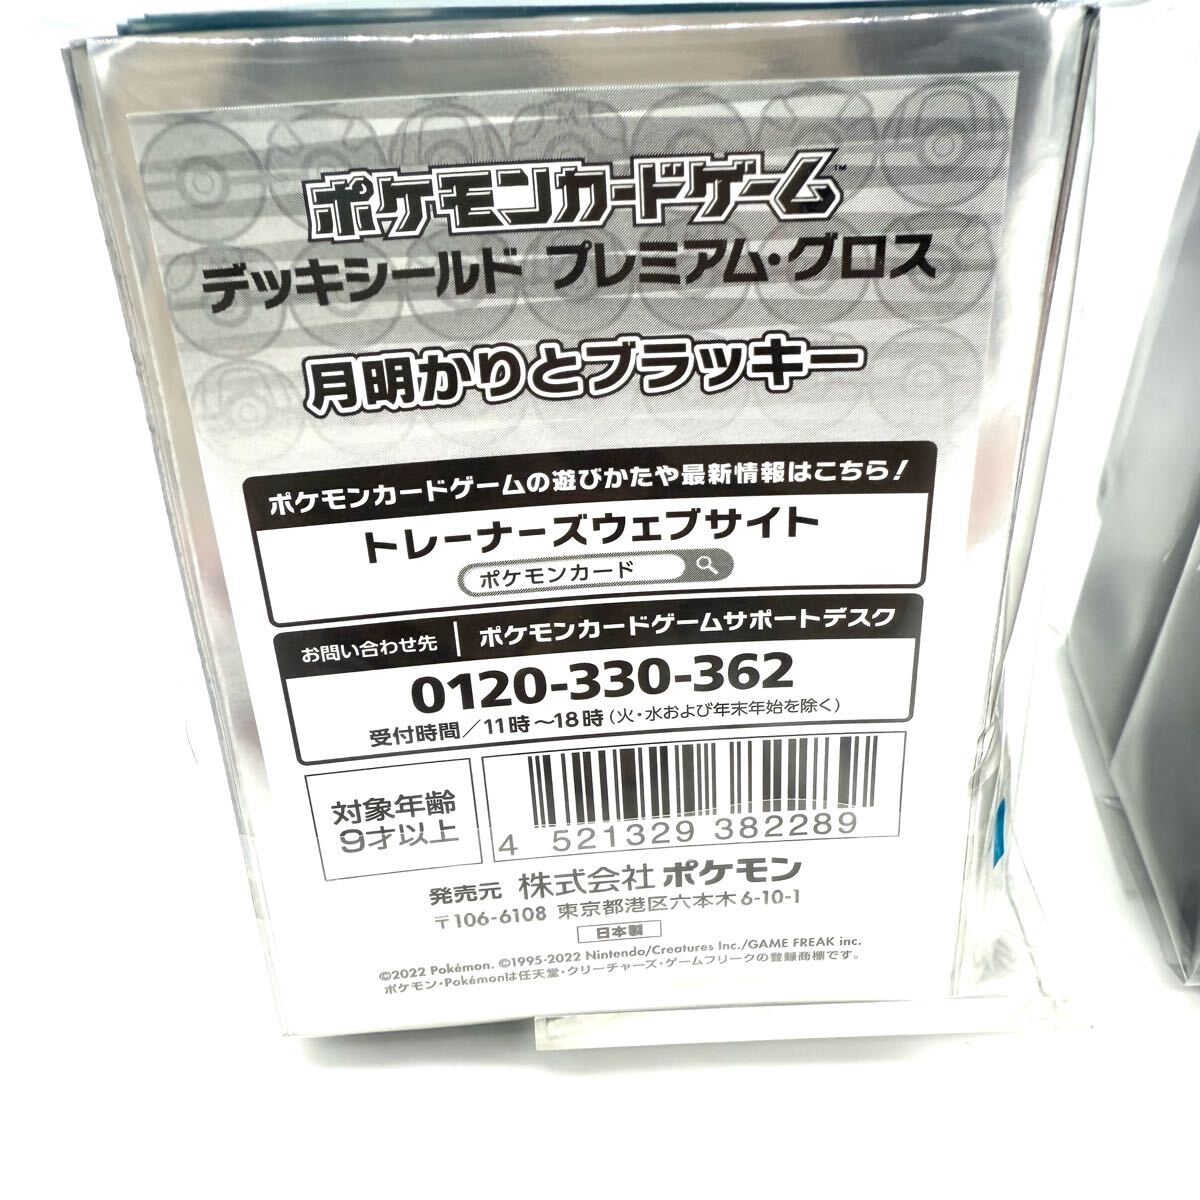 ポケモンカードゲーム™
デッキシールド プレミアム・グロス
月明かりとブラッキー
ポケモンカードゲームの遊びかたや最新情報はこちら!
トレーナーズウェブサイト
ポケモンカード
お問い合わせ先 ポケモンカードゲームサポートデスク
0120-330-362
受付時間/11時〜18時(火・水および年末年始を除く)
対象年齢
9才以上
4 521329 382289
発売元 株式会社 ポケモン
〒106-6108 東京都港区六本木6-10-1
日本製
©2022 Pokémon. ©1995-2022 Nintendo/Creatures Inc./GAME FREAK inc.
ポケモン・Pokémonは任天堂・クリーチャーズ・ゲームフリークの登録商標です。